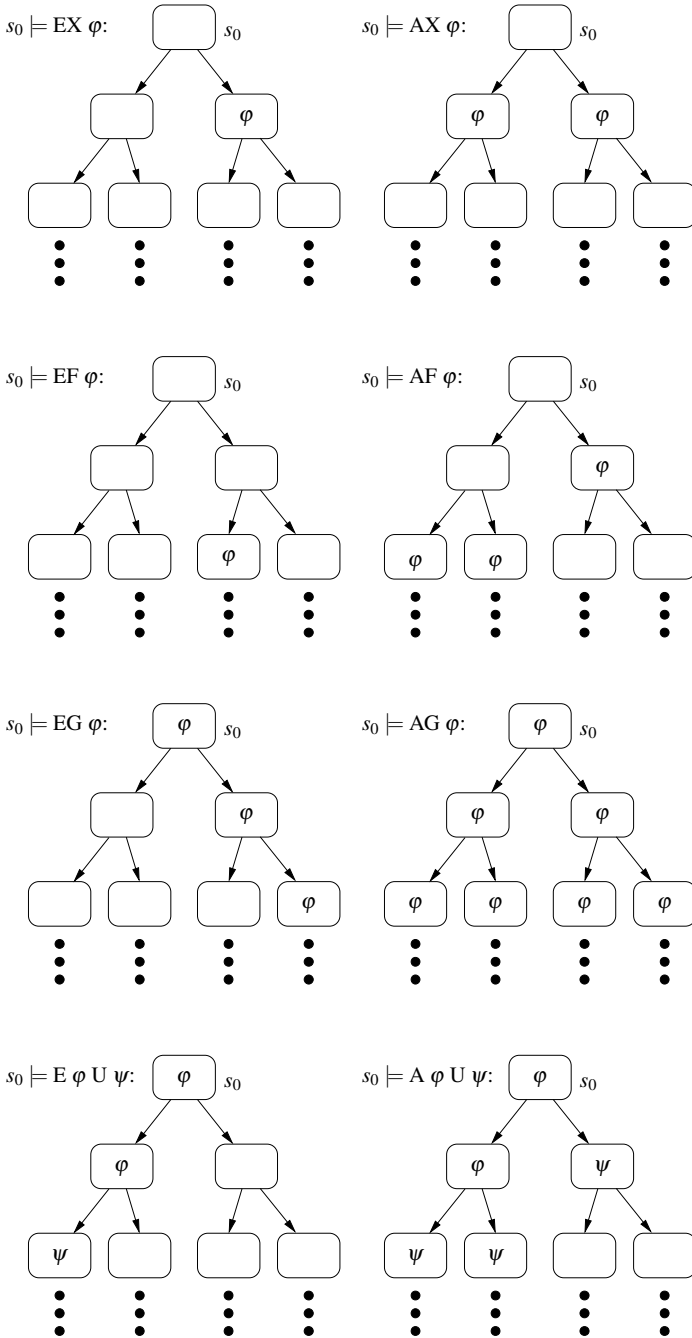 s₀ ⊨ EX φ: s₀
φ
s₀ ⊨ AX φ: s₀
φ φ
s₀ ⊨ EF φ: s₀
φ
s₀ ⊨ AF φ: s₀
φ
φ φ
s₀ ⊨ EG φ: φ s₀
φ
φ
s₀ ⊨ AG φ: φ s₀
φ φ
φ φ φ φ
s₀ ⊨ E φ U ψ: φ s₀
φ
ψ
s₀ ⊨ A φ U ψ: φ s₀
φ ψ
ψ ψ